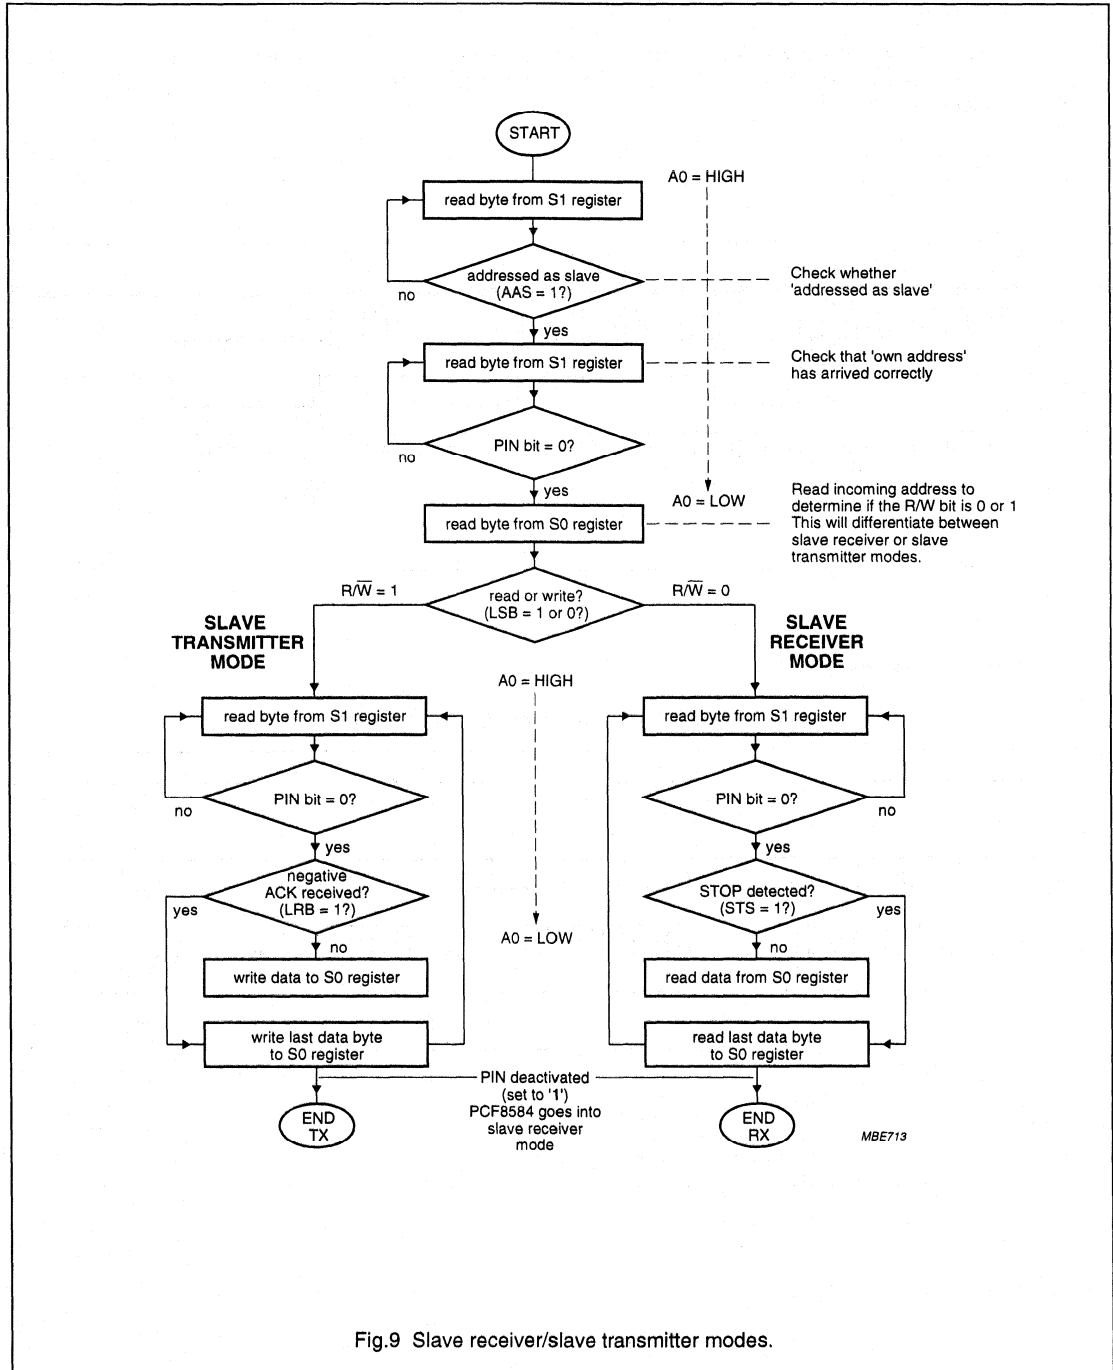 START
A0 = HIGH
read byte from S1 register
addressed as slave
(AAS = 1?)
no
Check whether
'addressed as slave'
yes
read byte from S1 register
Check that 'own address'
has arrived correctly
PIN bit = 0?
no
yes
A0 = LOW
read byte from S0 register
Read incoming address to
determine if the R/W bit is 0 or 1
This will differentiate between
slave receiver or slave
transmitter modes.
R/W̅ = 1
read or write?
(LSB = 1 or 0?)
R/W̅ = 0
SLAVE
TRANSMITTER
MODE
SLAVE
RECEIVER
MODE
A0 = HIGH
read byte from S1 register
PIN bit = 0?
no
yes
negative
ACK received?
(LRB = 1?)
yes
no
write data to S0 register
write last data byte
to S0 register
END
TX
A0 = LOW
read byte from S1 register
PIN bit = 0?
no
yes
STOP detected?
(STS = 1?)
yes
no
read data from S0 register
read last data byte
to S0 register
PIN deactivated
(set to '1')
PCF8584 goes into
slave receiver
mode
END
RX
MBE713
Fig.9 Slave receiver/slave transmitter modes.